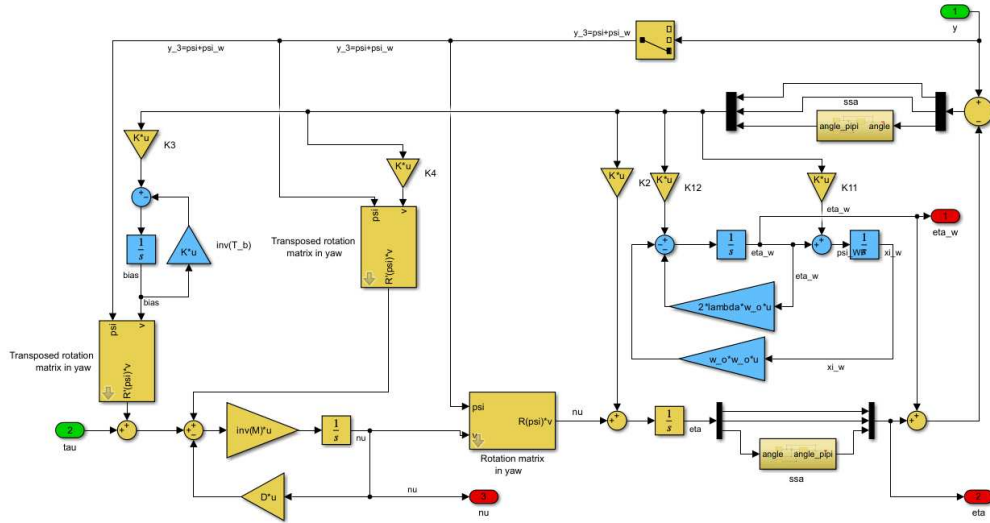 1
y
y_3=psi+psi_w
y_3=psi+psi_w
y_3=psi+psi_w
ssa
angle_pipi
angle
K*u
K3
K*u
K4
K*u
K2
K*u
K12
K*u
K11
psi
v
Transposed rotation
matrix in yaw
R'(psi)*v
1
s
bias
K*u
inv(T_b)
bias
eta_w
eta_w
1
eta_w
1
s
eta_w
psi_W
1
s
xi_w
eta_w
2*lambda*w_o*u
w_o*w_o*u
xi_w
psi
v
Transposed rotation
matrix in yaw
R'(psi)*v
2
tau
inv(M)*u
1
s
nu
D*u
nu
3
nu
psi
v
R(psi)*v
Rotation matrix
in yaw
nu
1
s
eta
angle
angle_pipi
ssa
2
eta